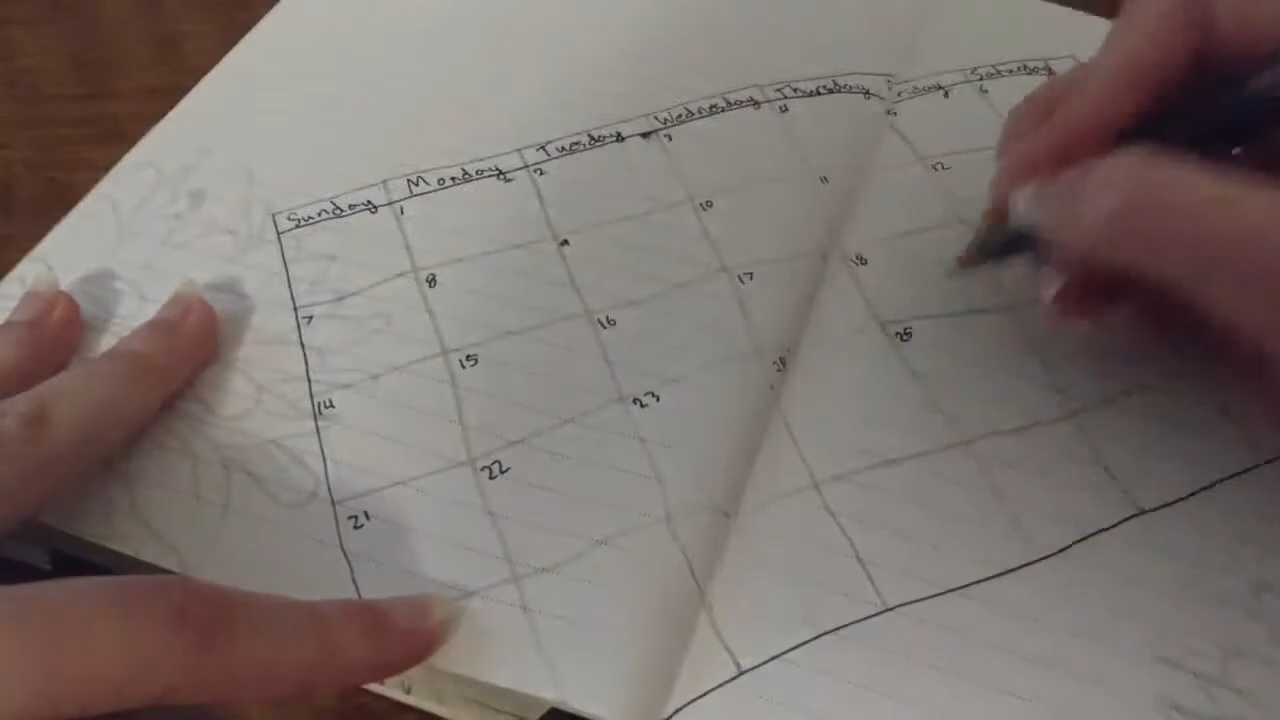 Sunday Monday Tuesday Wednesday Thursday Saturday
1 2 3 4 5 6
7 8 9 10 11 12
14 15 16 17 18
21 22 23 24 25